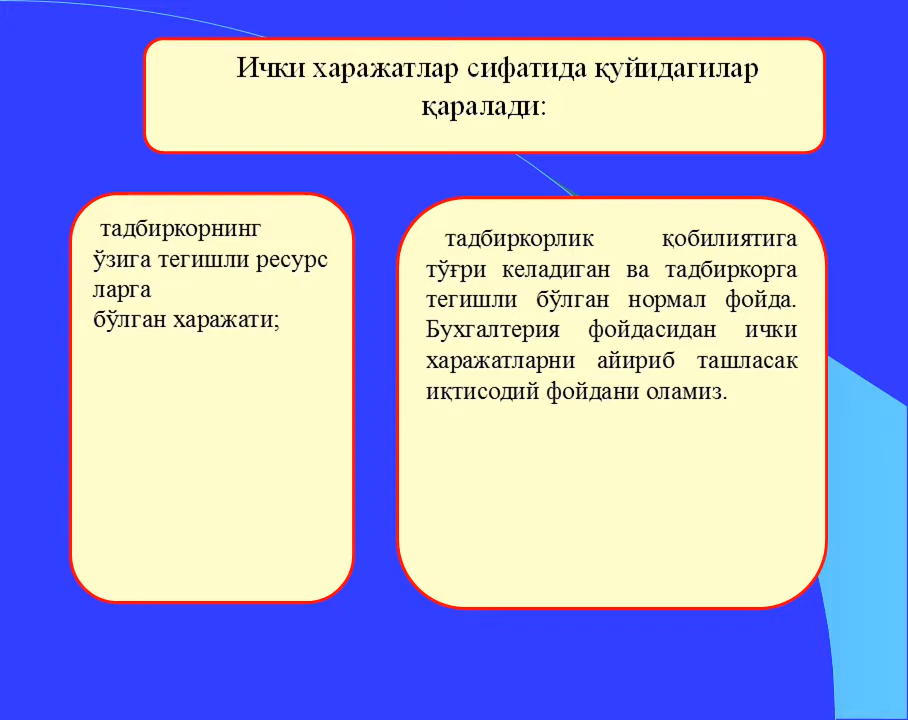 Ички харажатлар сифатида қуйидагилар
қаралади:
тадбиркорнинг
ўзига тегишли ресурс
ларга
бўлган харажати;
тадбиркорлик қобилиятига
тўғри келадиган ва тадбиркорга
тегишли бўлган нормал фойда.
Бухгалтерия фойдасидан ички
харажатларни айириб ташласак
иқтисодий фойдани оламиз.